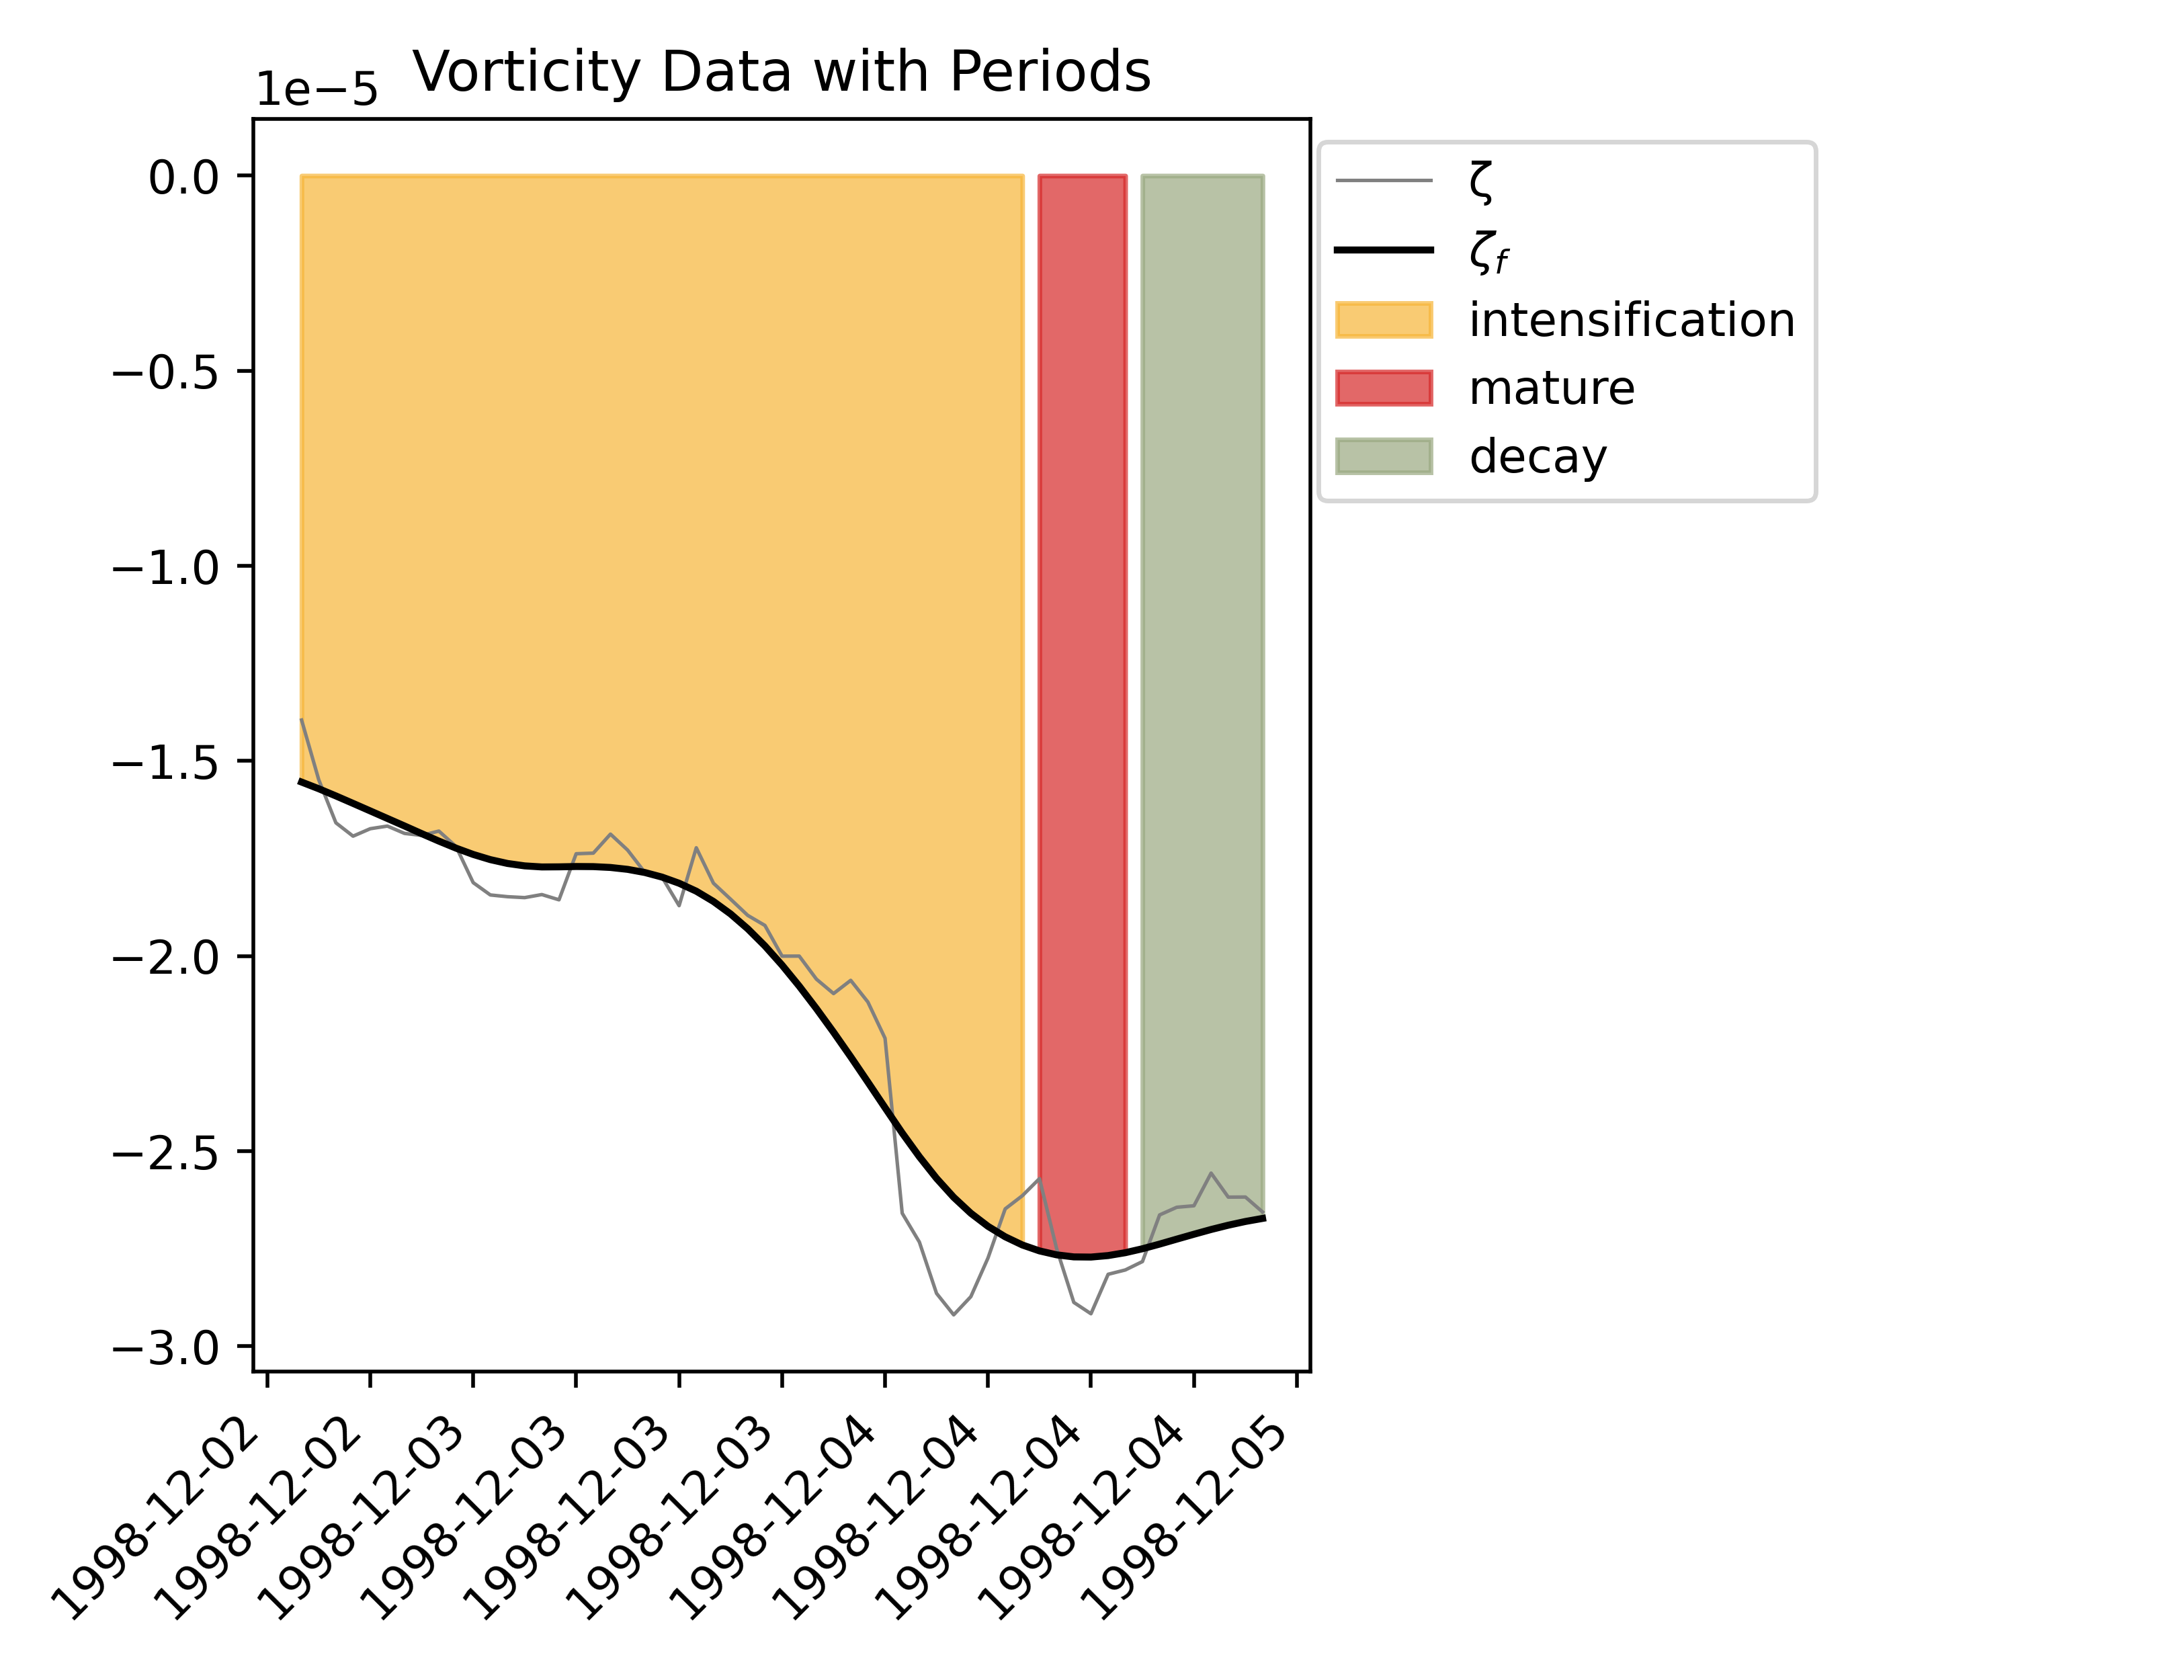 Vorticity Data with Periods
1e−5
0.0
−0.5
−1.0
−1.5
−2.0
−2.5
−3.0
ζ
ζf
intensification
mature
decay
1998-12-02
1998-12-02
1998-12-03
1998-12-03
1998-12-03
1998-12-03
1998-12-04
1998-12-04
1998-12-04
1998-12-04
1998-12-05